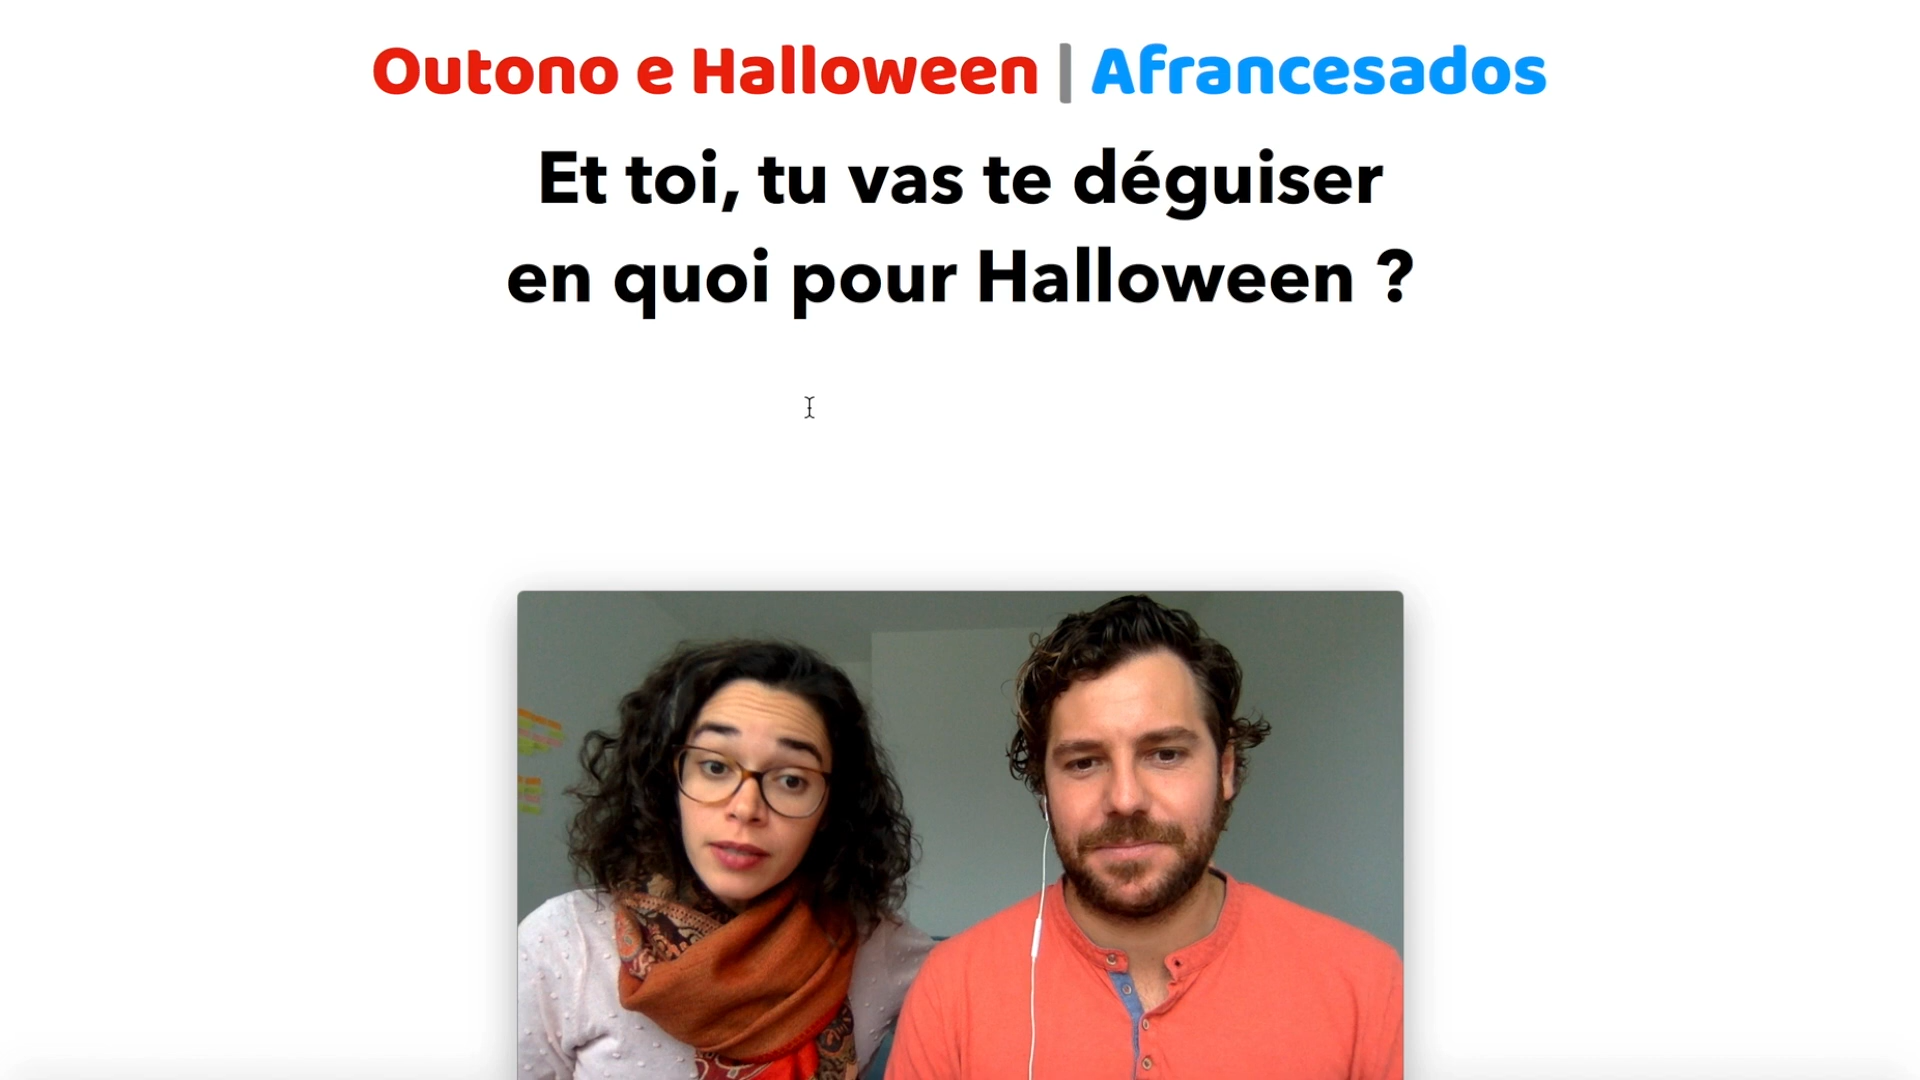 Outono e Halloween | Afrancesados
Et toi, tu vas te déguiser
en quoi pour Halloween ?